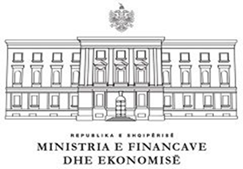 REPUBLIKA E SHQIPËRISË
MINISTRIA E FINANCAVE
DHE EKONOMISË